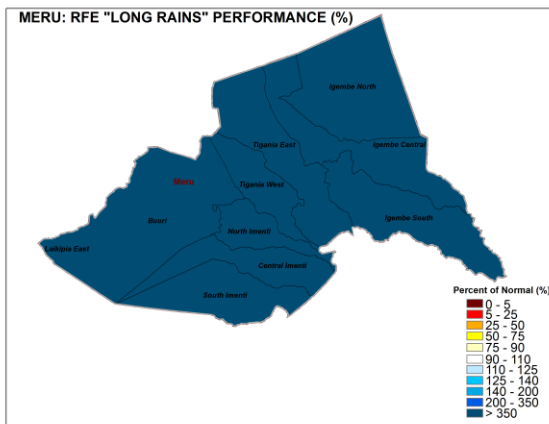 MERU: RFE "LONG RAINS" PERFORMANCE (%)
Igembe North
Tigania East
Igembe Central
Meru
Tigania West
Buuri
Igembe South
North Imenti
Laikipia East
Central Imenti
South Imenti
Percent of Normal (%)
0 - 5
5 - 25
25 - 50
50 - 75
75 - 90
90 - 110
110 - 125
125 - 140
140 - 200
200 - 350
> 350